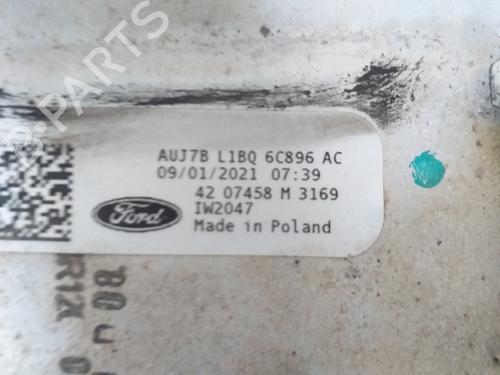 PARTS
AUJ7B L1BQ 6C896 AC
09/01/2021 07:39
42 07458 M 3169
IW2047
Ford
Made in Poland